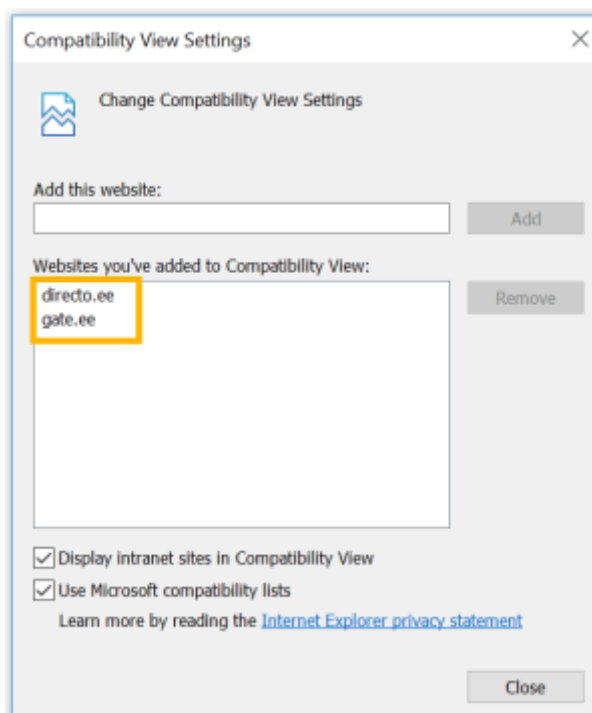 Compatibility View Settings
Change Compatibility View Settings
Add this website:
Add
Websites you've added to Compatibility View:
directo.ee
gate.ee
Remove
Display intranet sites in Compatibility View
Use Microsoft compatibility lists
Learn more by reading the Internet Explorer privacy statement
Close